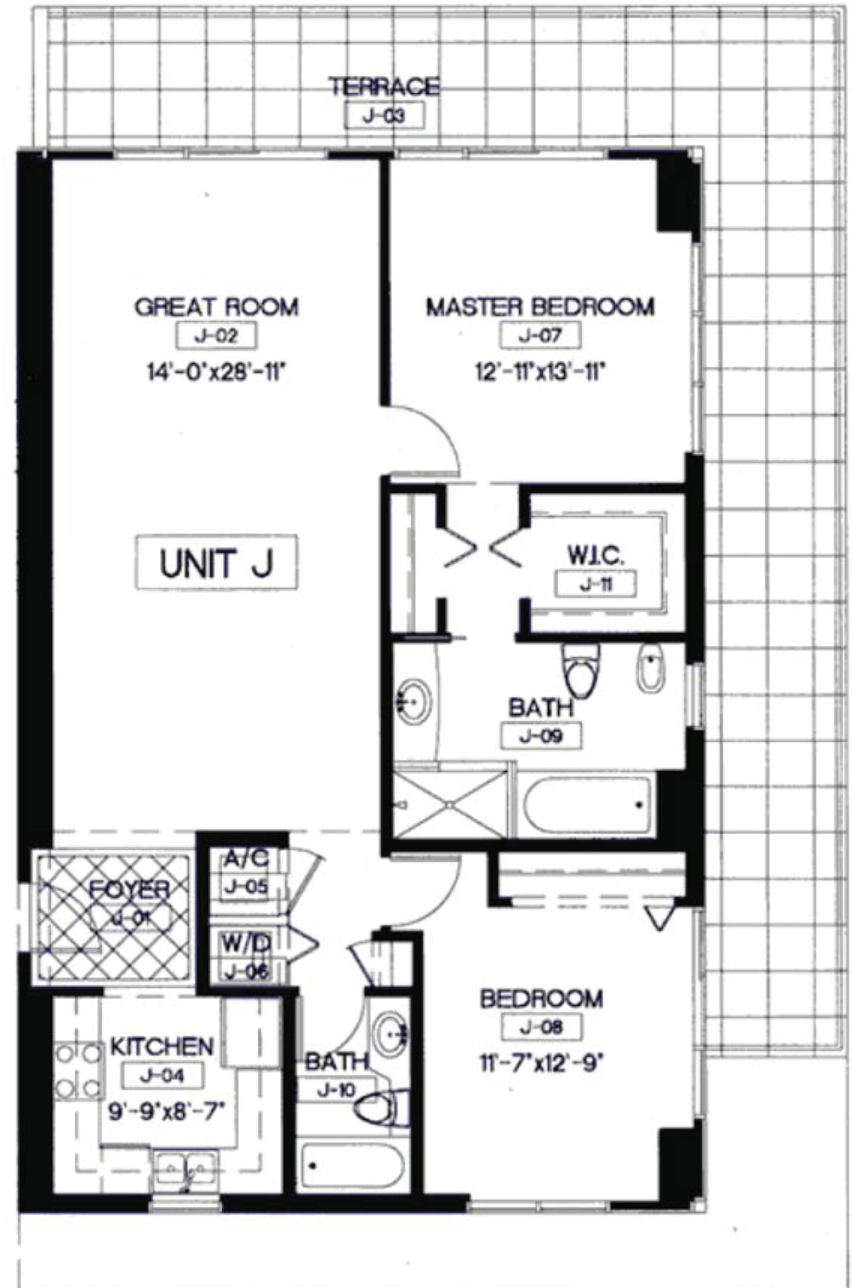 TERRACE
J-03
GREAT ROOM
J-02
14'-0"x28'-11"
MASTER BEDROOM
J-07
12'-11"x13'-11"
UNIT J
W.I.C.
J-11
BATH
J-09
A/C
J-05
FOYER
J-01
W/D
J-06
BEDROOM
J-08
11'-7"x12'-9"
KITCHEN
J-04
9'-9"x8'-7"
BATH
J-10